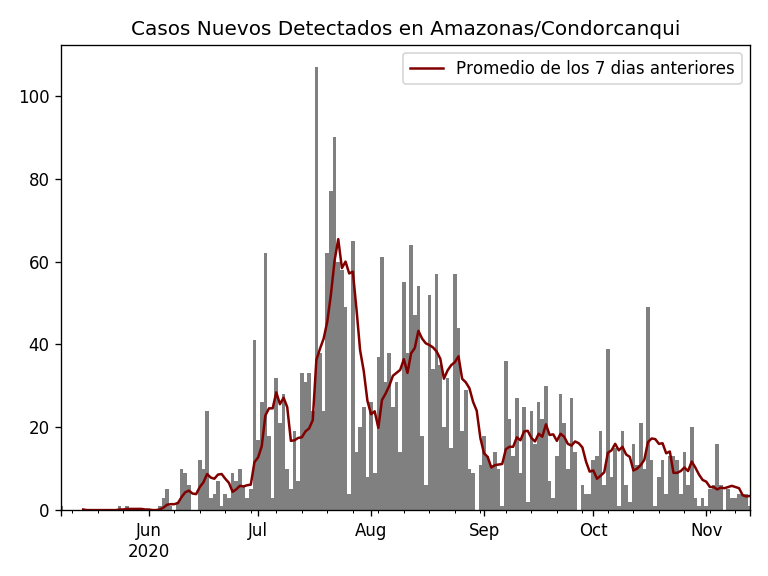 Casos Nuevos Detectados en Amazonas/Condorcanqui
Promedio de los 7 dias anteriores
100
80
60
40
20
0
Jun Jul Aug Sep Oct Nov
2020